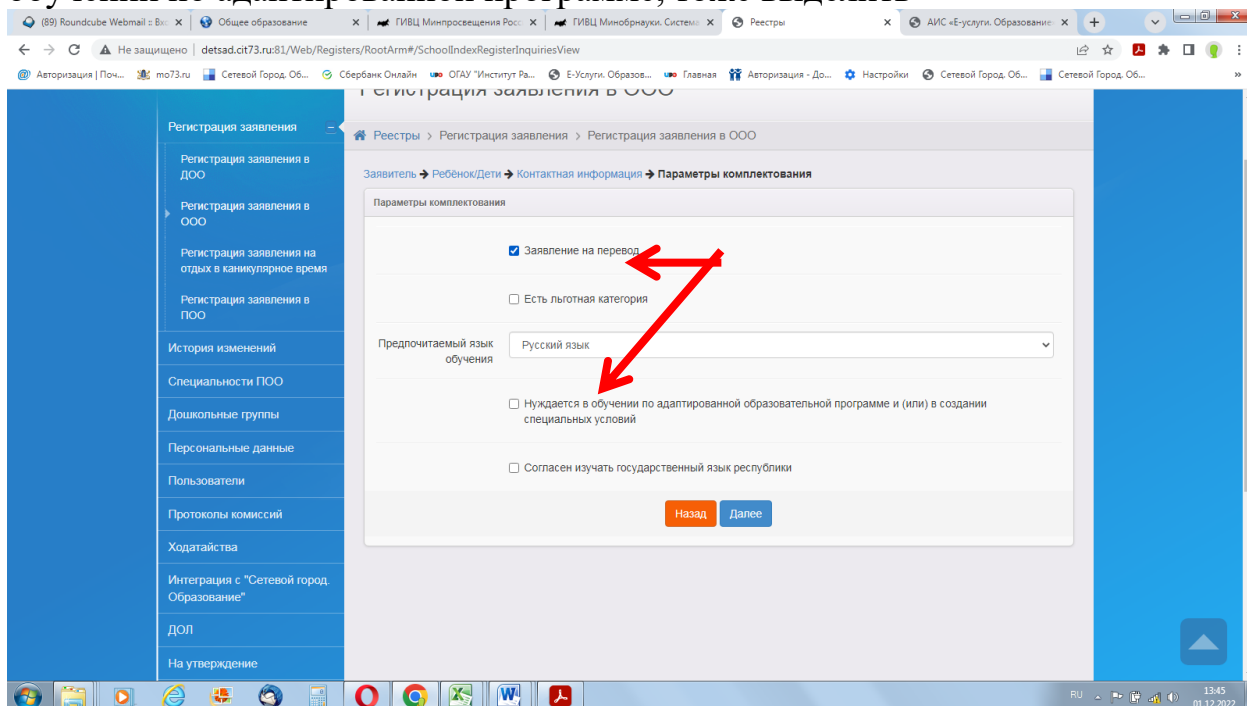 обучении по адаптированной программе, тоже выделить
(89) Roundcube Webmail :: Вхо
Общее образование
ГИВЦ Минпросвещения Росс
ГИВЦ Минобрнауки. Система
Реестры
АИС «Е-услуги. Образование»
Не защищено | detsad.cit73.ru:81/Web/Registers/RootArm#/SchoolIndexRegisterInquiriesView
Авторизация | Поч...
mo73.ru
Сетевой Город. Об...
Сбербанк Онлайн
ОГАУ "Институт Ра...
Е-Услуги. Образов...
Главная
Авторизация - До...
Настройки
Сетевой Город. Об...
Сетевой Город. Об...
»
Регистрация заявления в ООО
Регистрация заявления
Реестры > Регистрация заявления > Регистрация заявления в ООО
Регистрация заявления в
ДОО
Регистрация заявления в
ООО
Регистрация заявления на
отдых в каникулярное время
Регистрация заявления в
ПОО
История изменений
Специальности ПОО
Дошкольные группы
Персональные данные
Пользователи
Протоколы комиссий
Ходатайства
Интеграция с "Сетевой город.
Образование"
ДОЛ
На утверждение
Заявитель ➔ Ребёнок/Дети ➔ Контактная информация ➔ Параметры комплектования
Параметры комплектования
Заявление на перевод
Есть льготная категория
Предпочитаемый язык
обучения
Русский язык
Нуждается в обучении по адаптированной образовательной программе и (или) в создании
специальных условий
Согласен изучать государственный язык республики
Назад
Далее
RU
13:45
01.12.2022